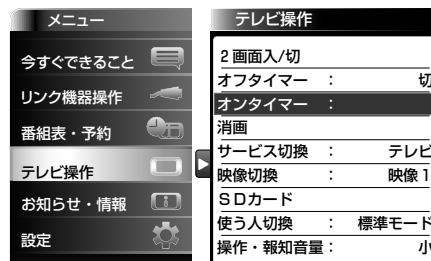 メニュー
今すぐできること
リンク機器操作
番組表・予約
テレビ操作
お知らせ・情報
設定
テレビ操作
２画面入/切
オフタイマー ： 切
オンタイマー ：
消画
サービス切換 ： テレビ
映像切換 ： 映像１
ＳＤカード
使う人切換 ： 標準モード
操作・報知音量： 小